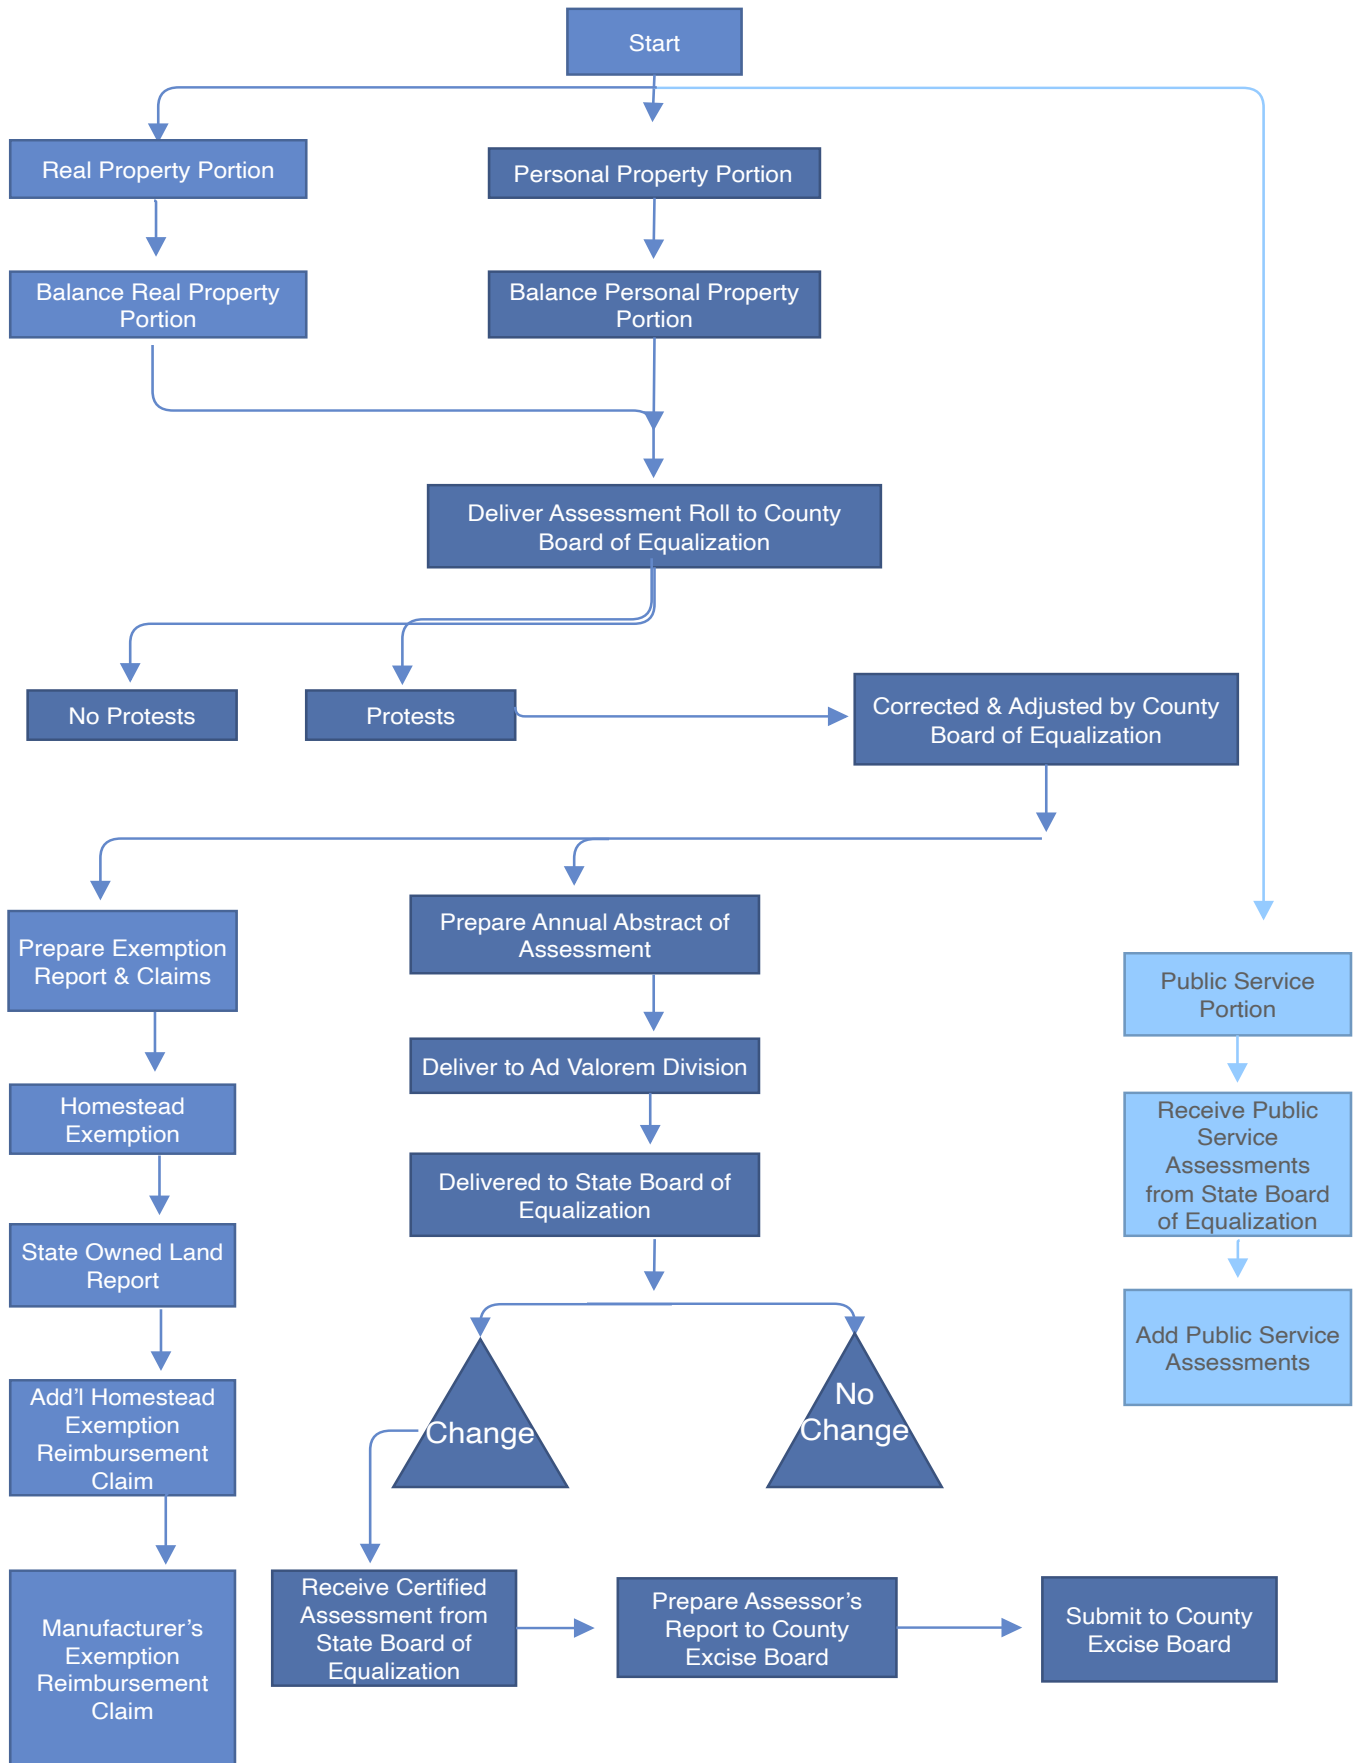 Start
Real Property Portion
Personal Property Portion
Balance Real Property
Portion
Balance Personal Property
Portion
Deliver Assessment Roll to County
Board of Equalization
No Protests
Protests
Corrected & Adjusted by County
Board of Equalization
Prepare Exemption
Report & Claims
Prepare Annual Abstract of
Assessment
Public Service
Portion
Deliver to Ad Valorem Division
Homestead
Exemption
Receive Public
Service
Assessments
from State Board
of Equalization
Delivered to State Board of
Equalization
State Owned Land
Report
Add Public Service
Assessments
Change
No
Change
Add’l Homestead
Exemption
Reimbursement
Claim
Manufacturer’s
Exemption
Reimbursement
Claim
Receive Certified
Assessment from
State Board of
Equalization
Prepare Assessor’s
Report to County
Excise Board
Submit to County
Excise Board